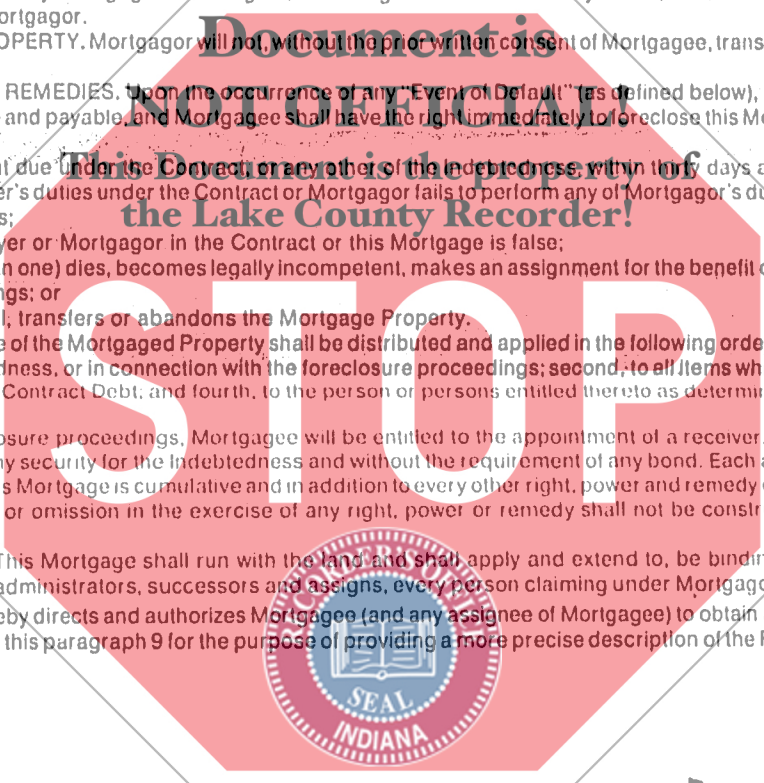 ortgagor.
Document is
OPERTY. Mortgagor will not, without the prior written consent of Mortgagee, trans
REMEDIES. Upon the occurrence of any "Event of Default" (as defined below),
NOT OFFICIAL!
and payable, and Mortgagee shall have the right immediately to foreclose this Mo
t due under the Contract, or any other of the Indebtedness, within thirty days a
This Document is the property of
er's duties under the Contract or Mortgagor fails to perform any of Mortgagor's du
s;
the Lake County Recorder!
yer or Mortgagor in the Contract or this Mortgage is false;
n one) dies, becomes legally incompetent, makes an assignment for the benefit o
ngs; or
l; transfers or abandons the Mortgage Property.
STOP
e of the Mortgaged Property shall be distributed and applied in the following orde
dness, or in connection with the foreclosure proceedings; second, to all items wh
Contract Debt; and fourth, to the person or persons entitled thereto as determin
osure proceedings, Mortgagee will be entitled to the appointment of a receiver
ny security for the Indebtedness and without the requirement of any bond. Each a
s Mortgage is cumulative and in addition to every other right, power and remedy
or omission in the exercise of any right, power or remedy shall not be constr
This Mortgage shall run with the land and shall apply and extend to, be bindin
administrators, successors and assigns, every person claiming under Mortgago
eby directs and authorizes Mortgagee (and any assignee of Mortgagee) to obtain
this paragraph 9 for the purpose of providing a more precise description of the
SEAL
INDIANA